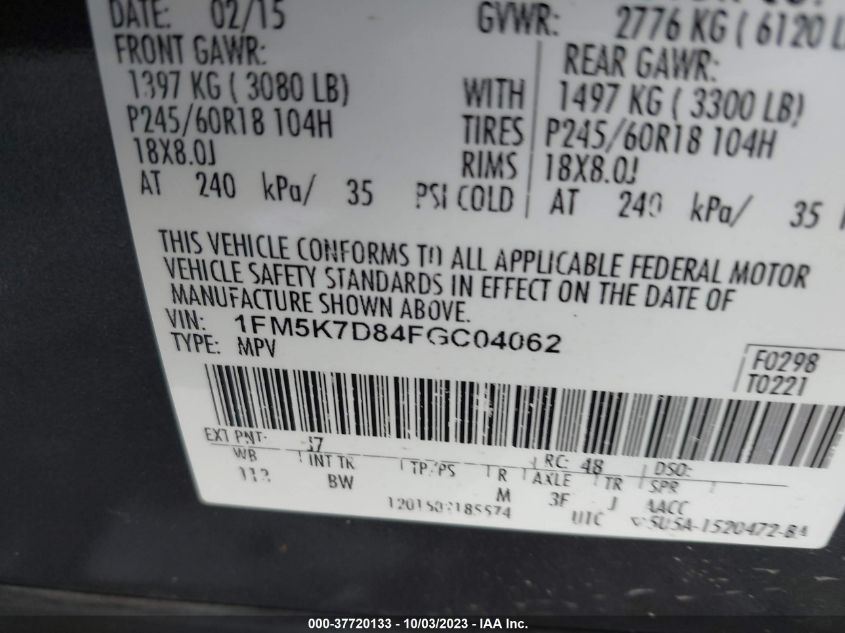 DATE: 02/15 GVWR: 2776 KG ( 6120 L
FRONT GAWR: REAR GAWR:
1397 KG ( 3080 LB) WITH 1497 KG ( 3300 LB)
P245/60R18 104H TIRES P245/60R18 104H
18X8.0J RIMS 18X8.0J
AT 240 kPa/ 35 PSI COLD AT 240 kPa/ 35
THIS VEHICLE CONFORMS TO ALL APPLICABLE FEDERAL MOTOR
VEHICLE SAFETY STANDARDS IN EFFECT ON THE DATE OF
MANUFACTURE SHOWN ABOVE.
VIN: 1FM5K7D84FGC04062
TYPE: MPV
F0298
T0221
EXT PNT: RC: 48 DSO:
WB INT TR TP/PS R AXLE TR SPR
BW M 3F J AACC
UTC
000-37720133 - 10/03/2023 - IAAI, Inc.